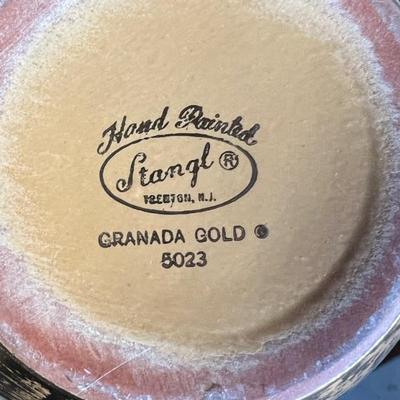 Hand Painted
Stangl ®
TRENTON, N.J.
GRANADA GOLD ©
5023